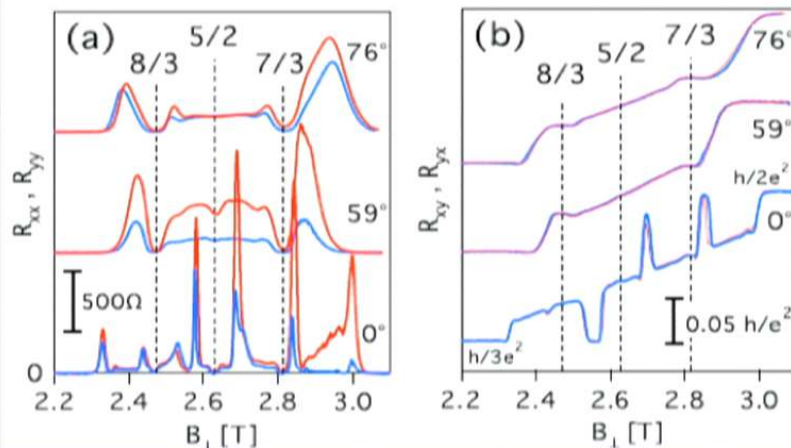 (a)
5/2
8/3
7/3
76°
59°
0°
500Ω
0
R_xx , R_yy
2.2 2.4 2.6 2.8 3.0
B⊥ [T]
(b)
7/3
5/2
8/3
76°
59°
h/2e²
0°
0.05 h/e²
h/3e²
R_xy , R_yx
2.2 2.4 2.6 2.8 3.0
B⊥ [T]